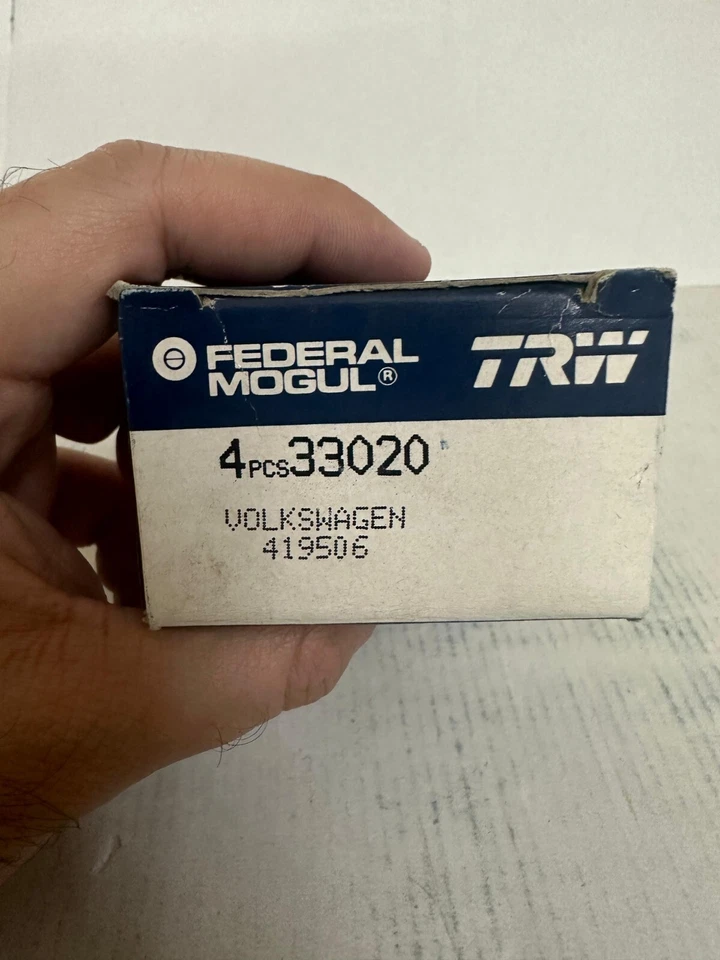 FEDERAL MOGUL® TRW
4PCS33020
VOLKSWAGEN
419506